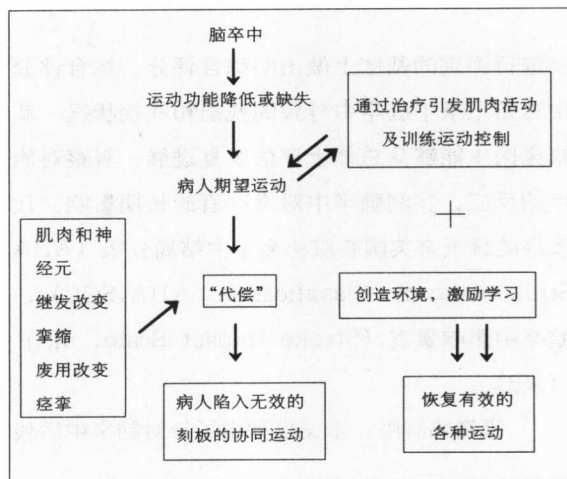 脑卒中
运动功能降低或缺失
病人期望运动
通过治疗引发肌肉活动
及训练运动控制
肌肉和神
经元
继发改变
挛缩
废用改变
痉挛
“代偿”
创造环境，激励学习
病人陷入无效的
刻板的协同运动
恢复有效的
各种运动